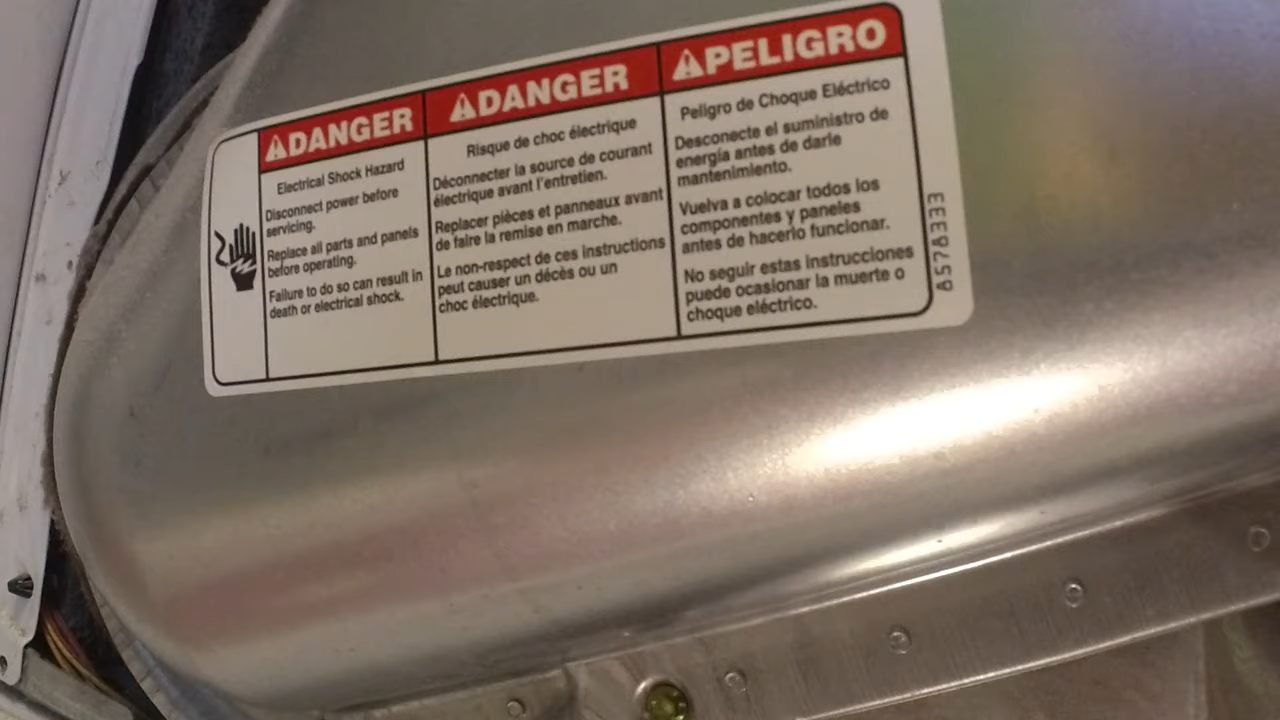 DANGER
Electrical Shock Hazard
Disconnect power before
servicing.
Replace all parts and panels
before operating.
Failure to do so can result in
death or electrical shock.
DANGER
Risque de choc électrique
Déconnecter la source de courant
électrique avant l'entretien.
Replacer pièces et panneaux avant
de faire la remise en marche.
Le non-respect de ces instructions
peut causer un décès ou un
choc électrique.
PELIGRO
Peligro de Choque Eléctrico
Desconecte el suministro de
energía antes de darle
mantenimiento.
Vuelva a colocar todos los
componentes y paneles
antes de hacerlo funcionar.
No seguir estas instrucciones
puede ocasionar la muerte o
choque eléctrico.